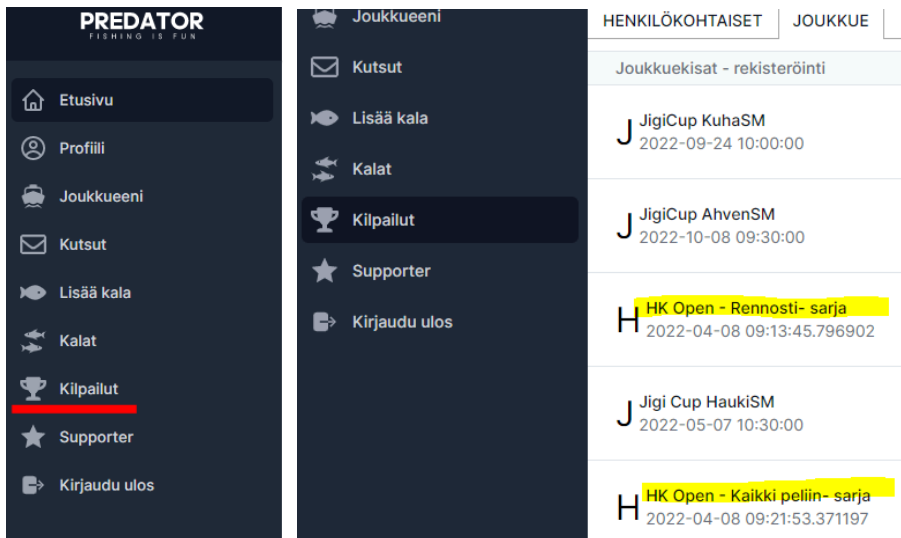 PREDATOR
FISHING IS FUN
Etusivu
Profiili
Joukkueeni
Kutsut
Lisää kala
Kalat
Kilpailut
Supporter
Kirjaudu ulos
Joukkueeni
Kutsut
Lisää kala
Kalat
Kilpailut
Supporter
Kirjaudu ulos
HENKILÖKOHTAISET
JOUKKUE
Joukkuekisat - rekisteröinti
J
JigiCup KuhaSM
2022-09-24 10:00:00
J
JigiCup AhvenSM
2022-10-08 09:30:00
H
HK Open - Rennosti- sarja
2022-04-08 09:13:45.796902
J
Jigi Cup HaukiSM
2022-05-07 10:30:00
H
HK Open - Kaikki peliin- sarja
2022-04-08 09:21:53.371197